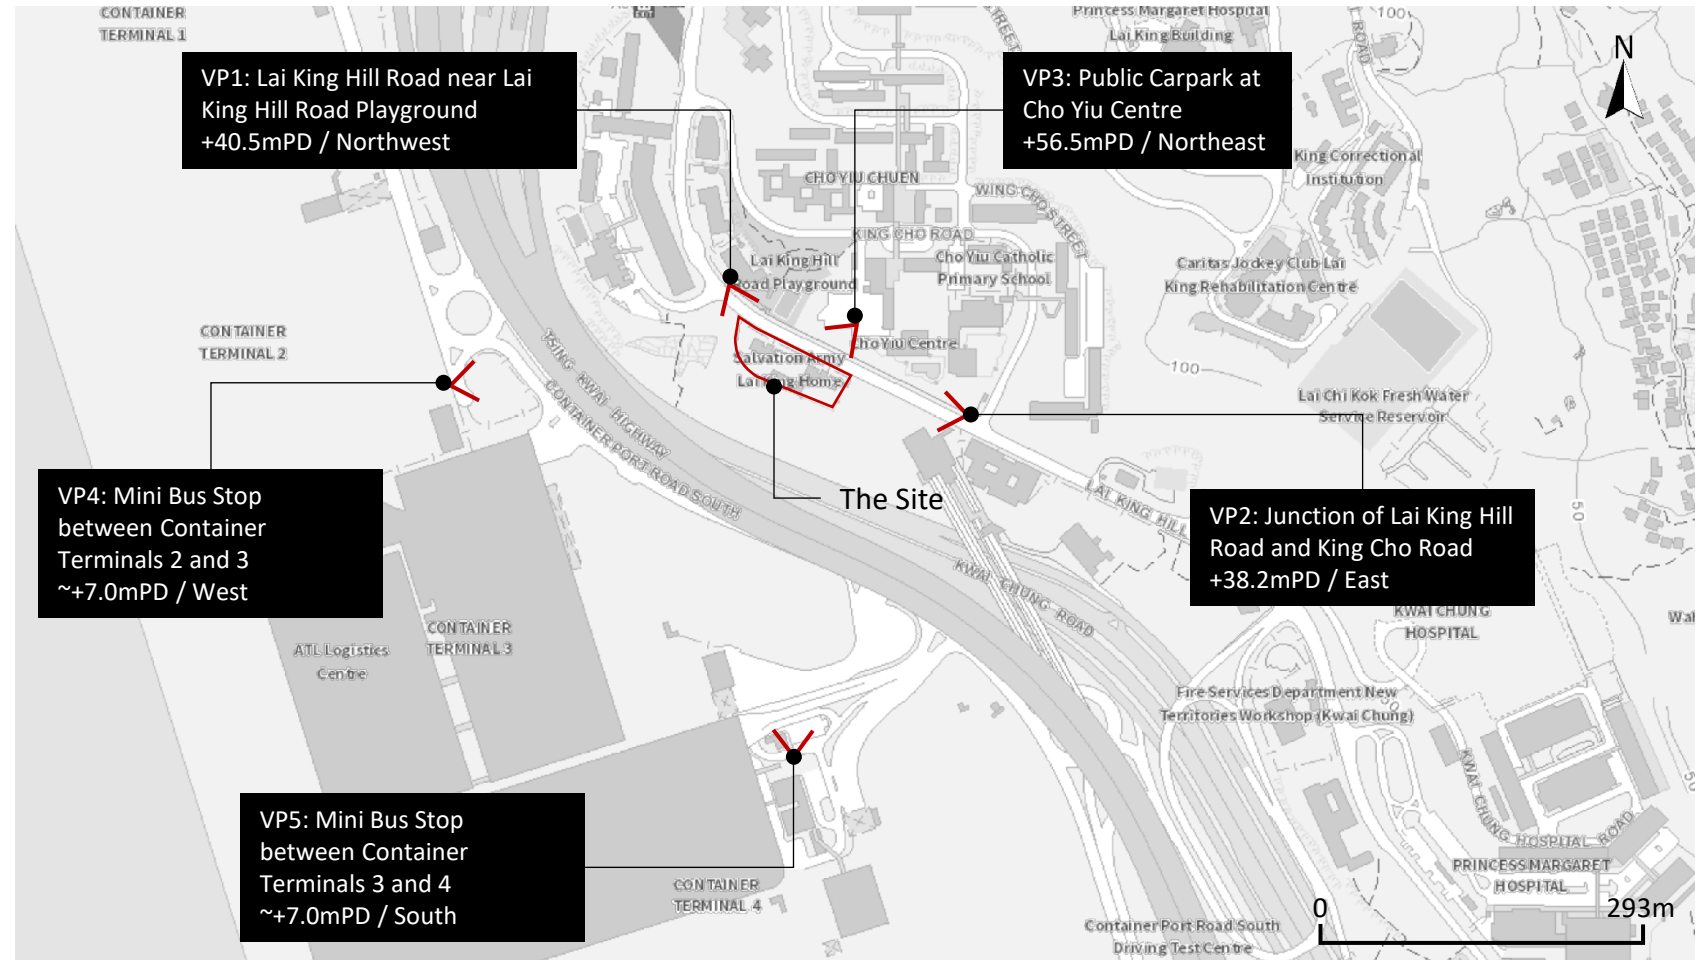 CONTAINER
TERMINAL 1
Princess Margaret Hospital
Lai King Building
100
ROAD
STREET
N
VP1: Lai King Hill Road near Lai
King Hill Road Playground
+40.5mPD / Northwest
VP3: Public Carpark at
Cho Yiu Centre
+56.5mPD / Northeast
King Correctional
Institution
CHO YIU CHUEN
WING CHO STREET
KING CHO ROAD
Lai King Hill
Road Playground
Cho Yiu Catholic
Primary School
Caritas Jockey Club Lai
King Rehabilitation Centre
CONTAINER
TERMINAL 2
TSING KWAI HIGHWAY
CONTAINER PORT ROAD SOUTH
Salvation Army
Lai King Home
Cho Yiu Centre
100
Lai Chi Kok Fresh Water
Service Reservoir
The Site
LAI KING HILL
50
VP4: Mini Bus Stop
between Container
Terminals 2 and 3
~+7.0mPD / West
VP2: Junction of Lai King Hill
Road and King Cho Road
+38.2mPD / East
KWAI CHUNG ROAD
KWAI CHUNG
HOSPITAL
CONTAINER
TERMINAL 3
ATL Logistics
Centre
Fire Services Department New
Territories Workshop (Kwai Chung)
50
KWAI CHUNG HOSPITAL ROAD
VP5: Mini Bus Stop
between Container
Terminals 3 and 4
~+7.0mPD / South
CONTAINER
TERMINAL 4
PRINCESS MARGARET
HOSPITAL
Container Port Road South
Driving Test Centre
0
293m